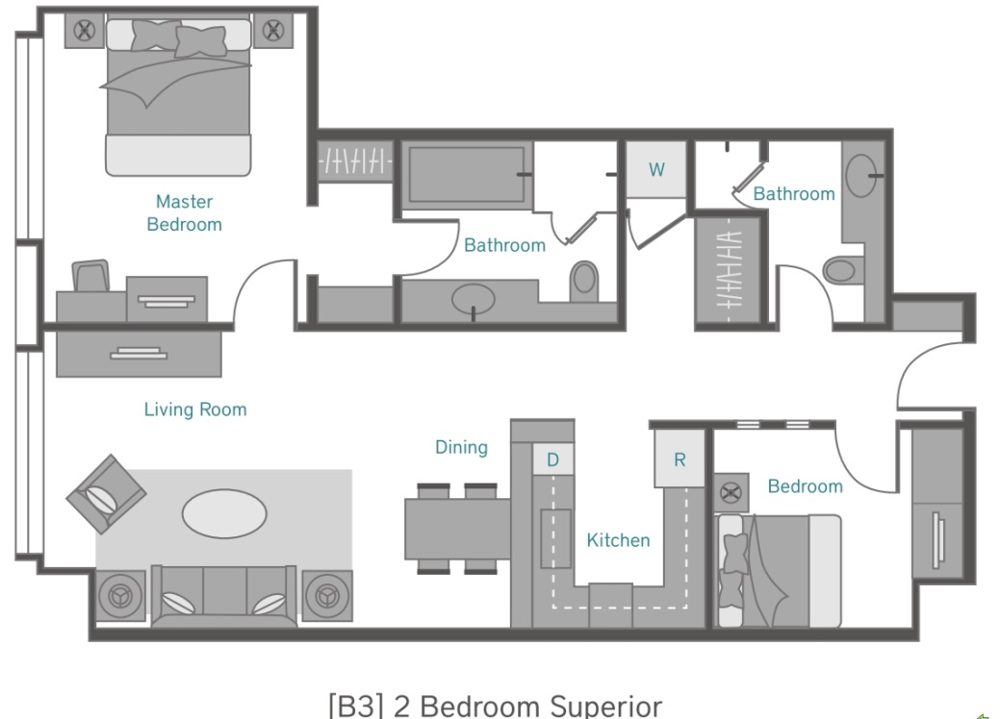 Master
Bedroom
Bathroom
W
Bathroom
Living Room
Dining
D
R
Kitchen
Bedroom
[B3] 2 Bedroom Superior